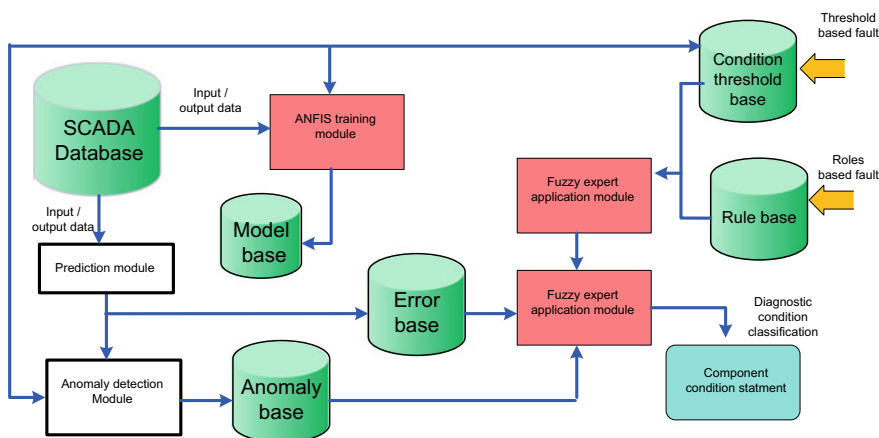 Threshold
based fault
Condition
threshold
base
Input /
output data
ANFIS training
module
SCADA
Database
Fuzzy expert
application module
Roles
based fault
Rule base
Input /
output data
Model
base
Prediction module
Error
base
Fuzzy expert
application module
Diagnostic
condition
classification
Anomaly detection
Module
Anomaly
base
Component
condition statment